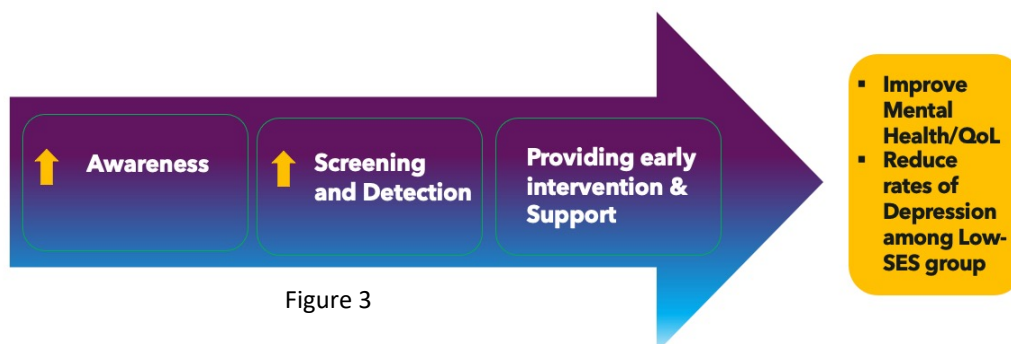 Awareness
Screening
and Detection
Providing early
intervention &
Support
▪ Improve
Mental
Health/QoL
▪ Reduce
rates of
Depression
among Low-
SES group
Figure 3